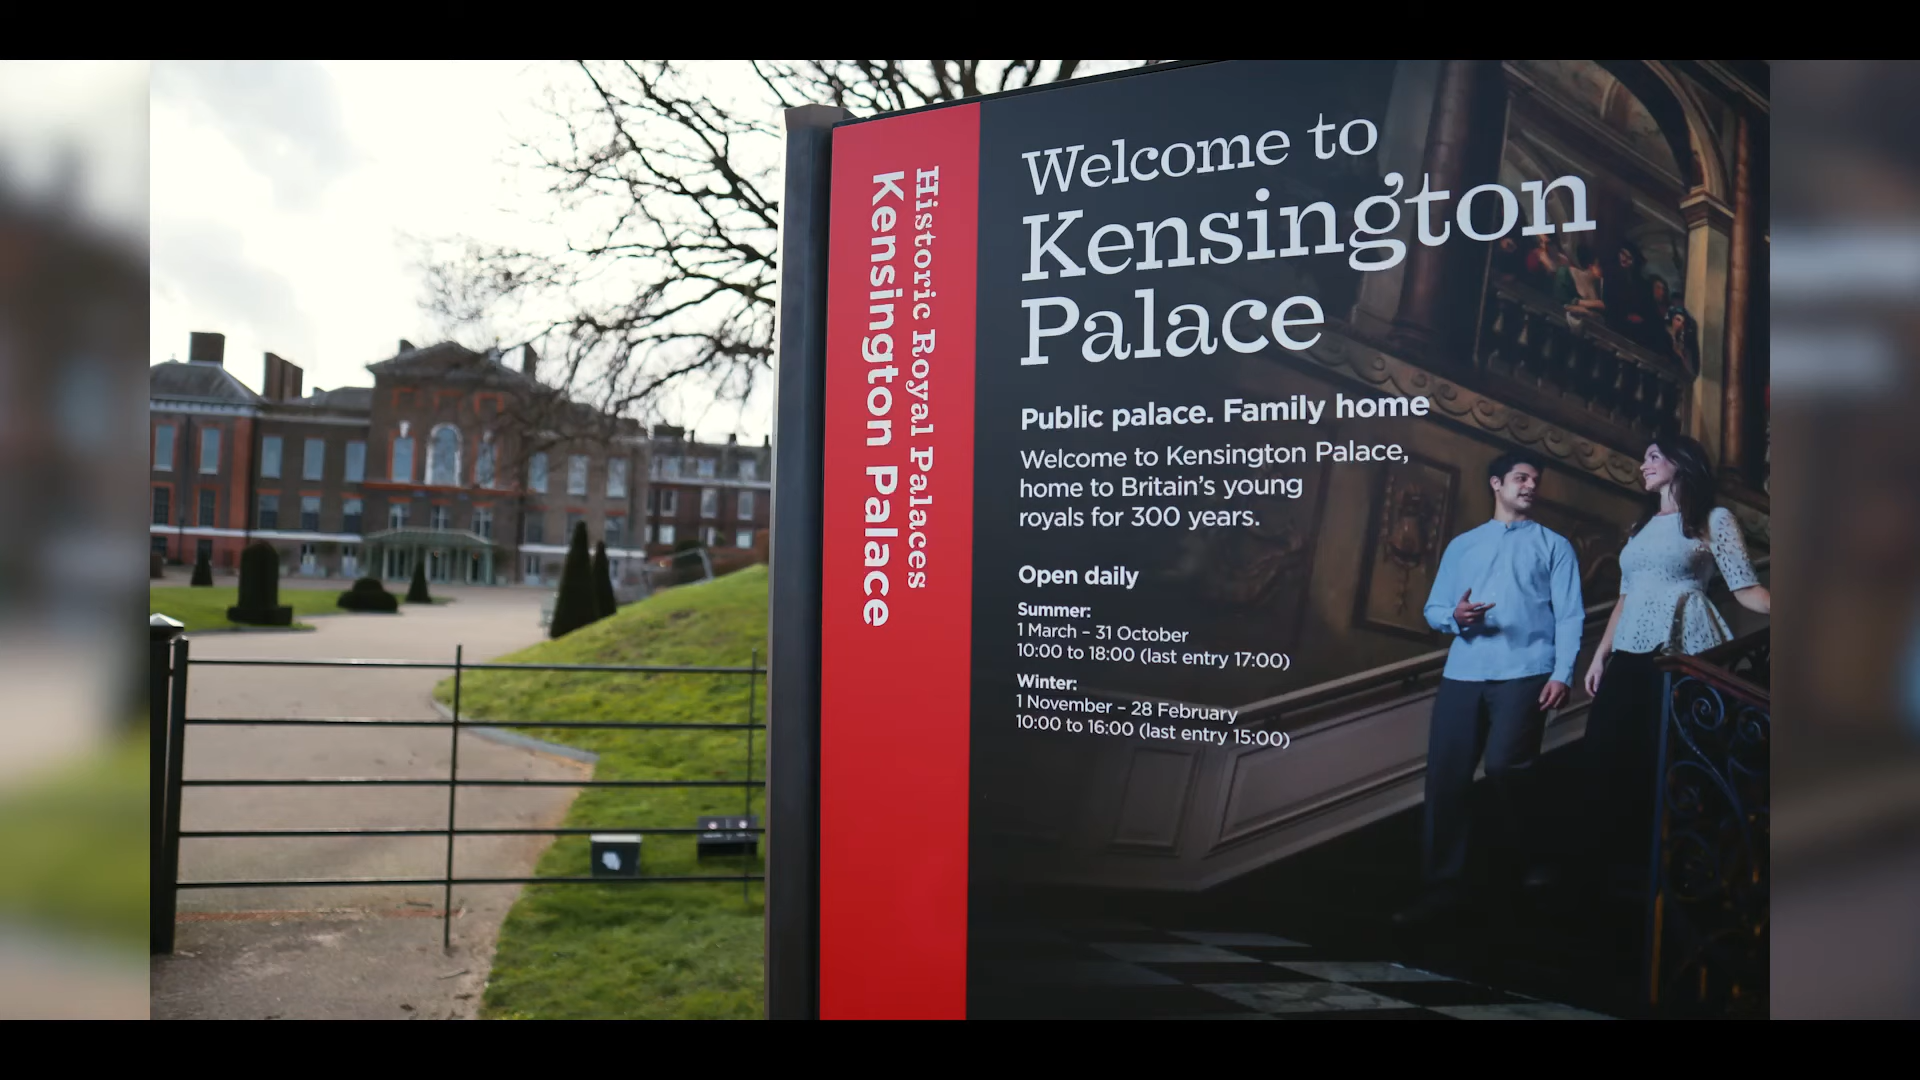 Historic Royal Palaces
Kensington Palace
Welcome to
Kensington
Palace
Public palace. Family home
Welcome to Kensington Palace,
home to Britain's young
royals for 300 years.
Open daily
Summer:
1 March – 31 October
10:00 to 18:00 (last entry 17:00)
Winter:
1 November – 28 February
10:00 to 16:00 (last entry 15:00)